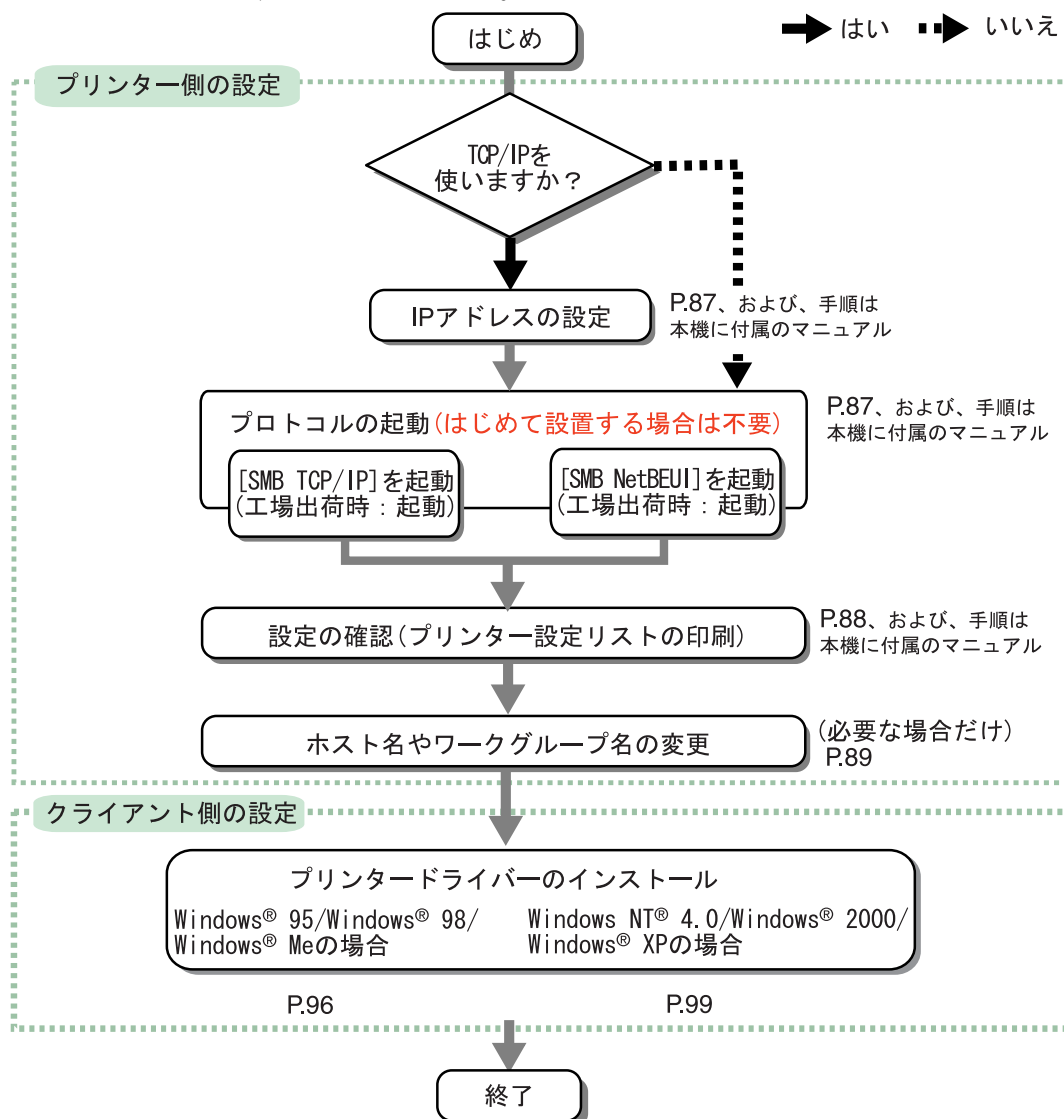 はじめ
はい
いいえ
プリンター側の設定
TCP/IPを
使いますか？
IPアドレスの設定
P.87、および、手順は
本機に付属のマニュアル
プロトコルの起動(はじめて設置する場合は不要)
P.87、および、手順は
本機に付属のマニュアル
[SMB TCP/IP]を起動
(工場出荷時：起動)
[SMB NetBEUI]を起動
(工場出荷時：起動)
設定の確認(プリンター設定リストの印刷)
P.88、および、手順は
本機に付属のマニュアル
ホスト名やワークグループ名の変更
(必要な場合だけ)
P.89
クライアント側の設定
プリンタードライバーのインストール
Windows® 95/Windows® 98/
Windows® Meの場合
Windows NT® 4.0/Windows® 2000/
Windows® XPの場合
P.96
P.99
終了